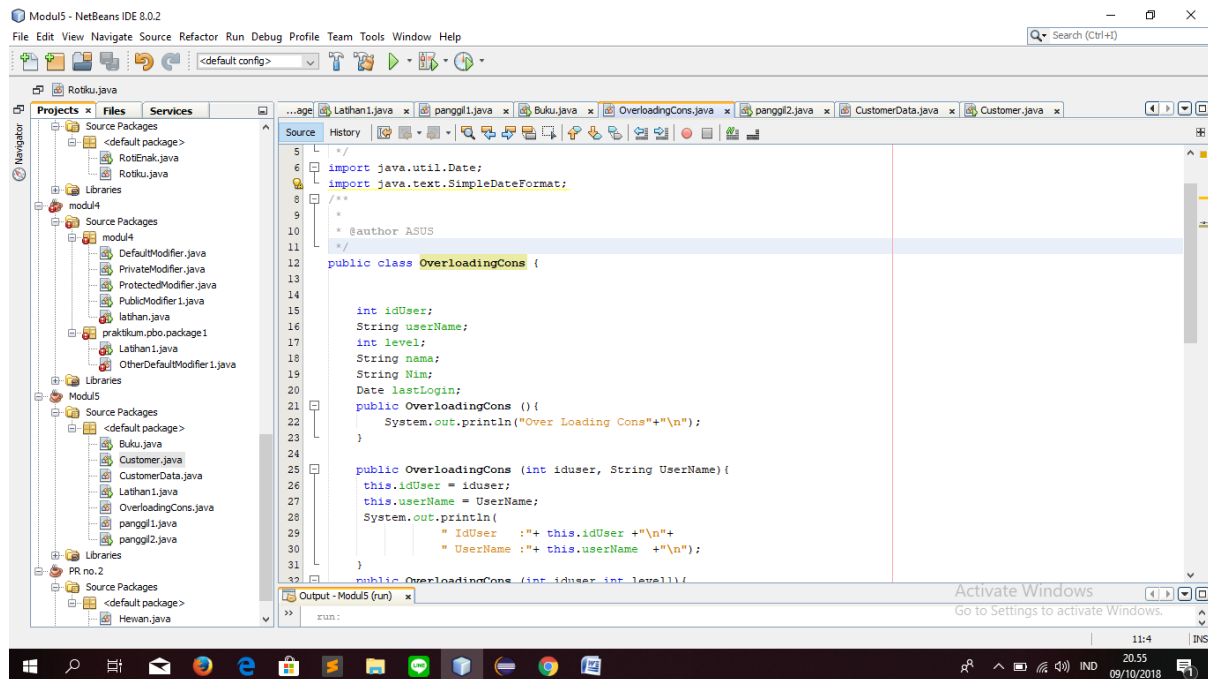 Modul5 - NetBeans IDE 8.0.2
File Edit View Navigate Source Refactor Run Debug Profile Team Tools Window Help
Search (Ctrl+I)
<default config>
Rotiku.java
Projects Files Services
...age Latihan1.java panggil1.java Buku.java OverloadingCons.java panggil2.java CustomerData.java Customer.java
Navigator
Source Packages
<default package>
RotiEnak.java
Rotiku.java
Libraries
modul4
Source Packages
modul4
DefaultModifier.java
PrivateModifier.java
ProtectedModifier.java
PublicModifier1.java
latihan.java
praktikum.pbo.package1
Latihan1.java
OtherDefaultModifier1.java
Libraries
Modul5
Source Packages
<default package>
Buku.java
Customer.java
CustomerData.java
Latihan1.java
OverloadingCons.java
panggil1.java
panggil2.java
Libraries
PR no.2
Source Packages
<default package>
Hewan.java
Source History
5 */
6 import java.util.Date;
import java.text.SimpleDateFormat;
8 /**
9 *
10 * @author ASUS
11 */
12 public class OverloadingCons {
13
14
15 int idUser;
16 String userName;
17 int level;
18 String nama;
19 String Nim;
20 Date lastLogin;
21 public OverloadingCons (){
22 System.out.println("Over Loading Cons"+"\n");
23 }
24
25 public OverloadingCons (int iduser, String UserName){
26 this.idUser = iduser;
27 this.userName = UserName;
28 System.out.println(
29 " IdUser :"+ this.idUser +"\n"+
30 " UserName :"+ this.userName +"\n");
31 }
32 public OverloadingCons (int iduser,int level1){
Output - Modul5 (run)
run:
Activate Windows
Go to Settings to activate Windows.
11:4 INS
IND
20.55
09/10/2018